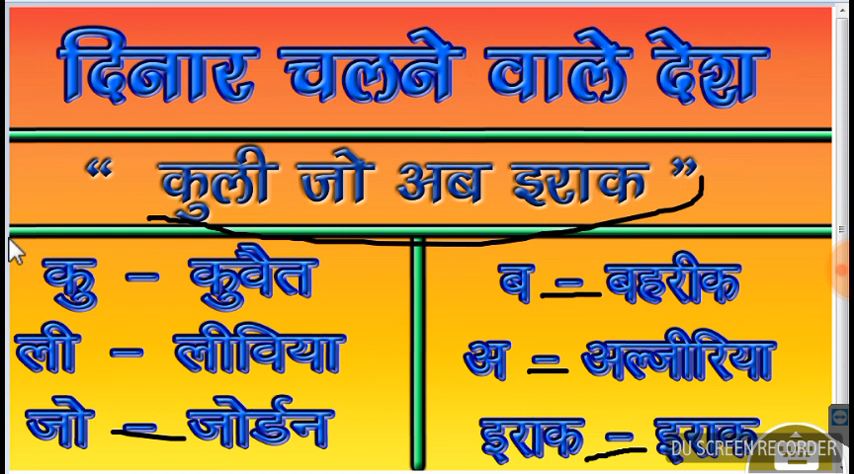 दिनार चलने वाले देश
“ कुली जो अब इराक ”
कु – कुवैत
ली – लीविया
जो – जोर्डन
ब – बहरीक
अ – अल्जीरिया
इराक – इराक
DU SCREEN RECORDER